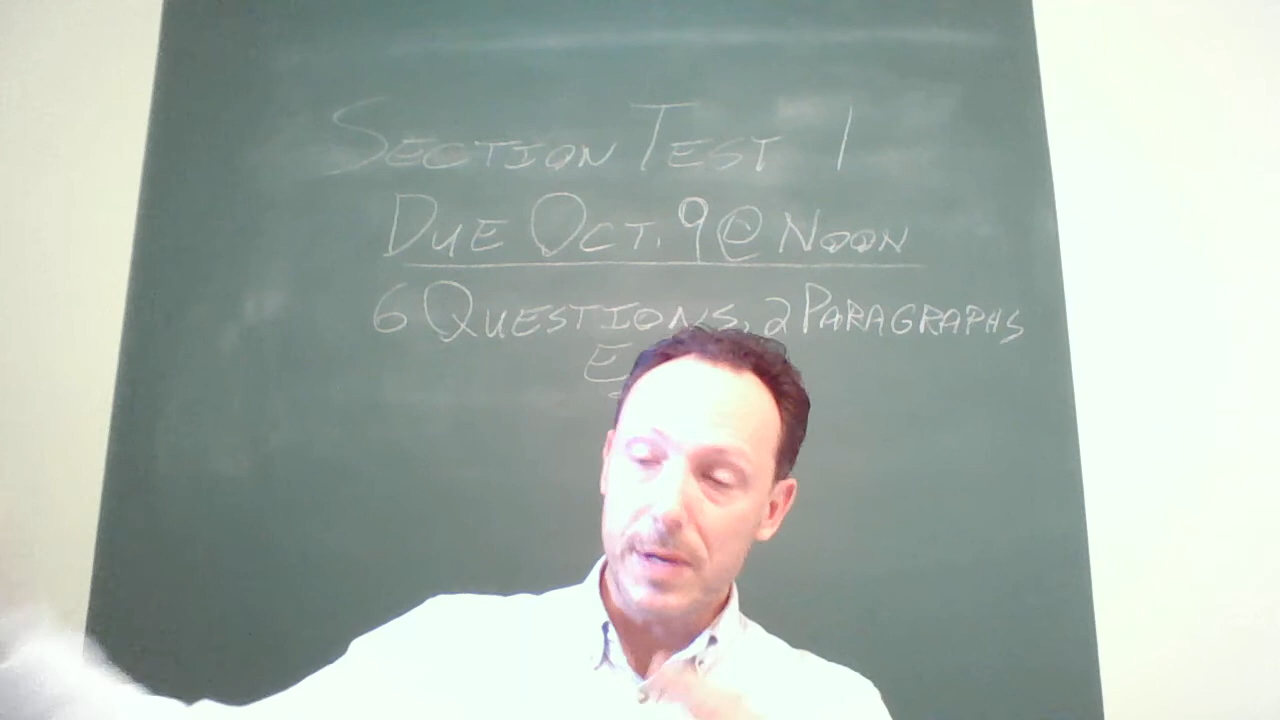 SECTION TEST 1
DUE OCT. 9 @ NOON
6 QUESTIONS, 2 PARAGRAPHS